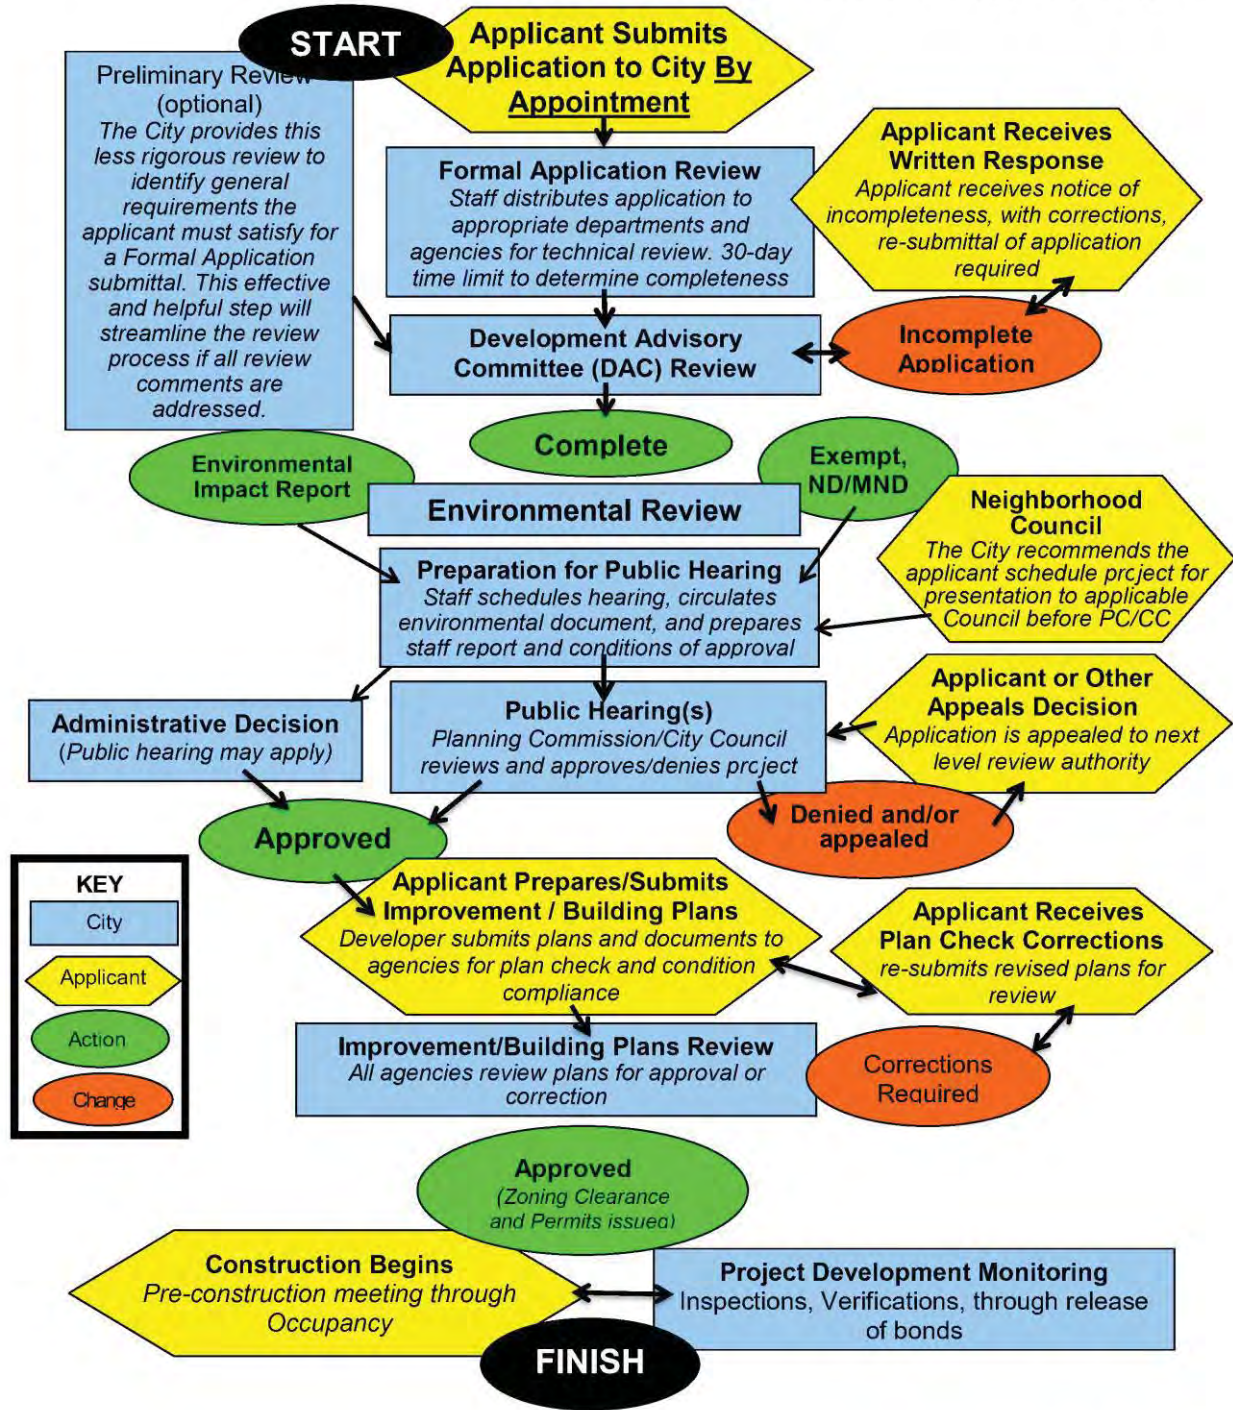 START
Applicant Submits
Application to City By
Appointment
Preliminary Review
(optional)
The City provides this
less rigorous review to
identify general
requirements the
applicant must satisfy for
a Formal Application
submittal. This effective
and helpful step will
streamline the review
process if all review
comments are
addressed.
Formal Application Review
Staff distributes application to
appropriate departments and
agencies for technical review. 30-day
time limit to determine completeness
Applicant Receives
Written Response
Applicant receives notice of
incompleteness, with corrections,
re-submittal of application
required
Development Advisory
Committee (DAC) Review
Incomplete
Application
Complete
Environmental
Impact Report
Exempt,
ND/MND
Environmental Review
Neighborhood
Council
The City recommends the
applicant schedule project for
presentation to applicable
Council before PC/CC
Preparation for Public Hearing
Staff schedules hearing, circulates
environmental document, and prepares
staff report and conditions of approval
Administrative Decision
(Public hearing may apply)
Public Hearing(s)
Planning Commission/City Council
reviews and approves/denies project
Applicant or Other
Appeals Decision
Application is appealed to next
level review authority
Approved
Denied and/or
appealed
KEY
City
Applicant
Action
Change
Applicant Prepares/Submits
Improvement / Building Plans
Developer submits plans and documents to
agencies for plan check and condition
compliance
Applicant Receives
Plan Check Corrections
re-submits revised plans for
review
Improvement/Building Plans Review
All agencies review plans for approval or
correction
Corrections
Required
Approved
(Zoning Clearance
and Permits issued)
Construction Begins
Pre-construction meeting through
Occupancy
Project Development Monitoring
Inspections, Verifications, through release
of bonds
FINISH